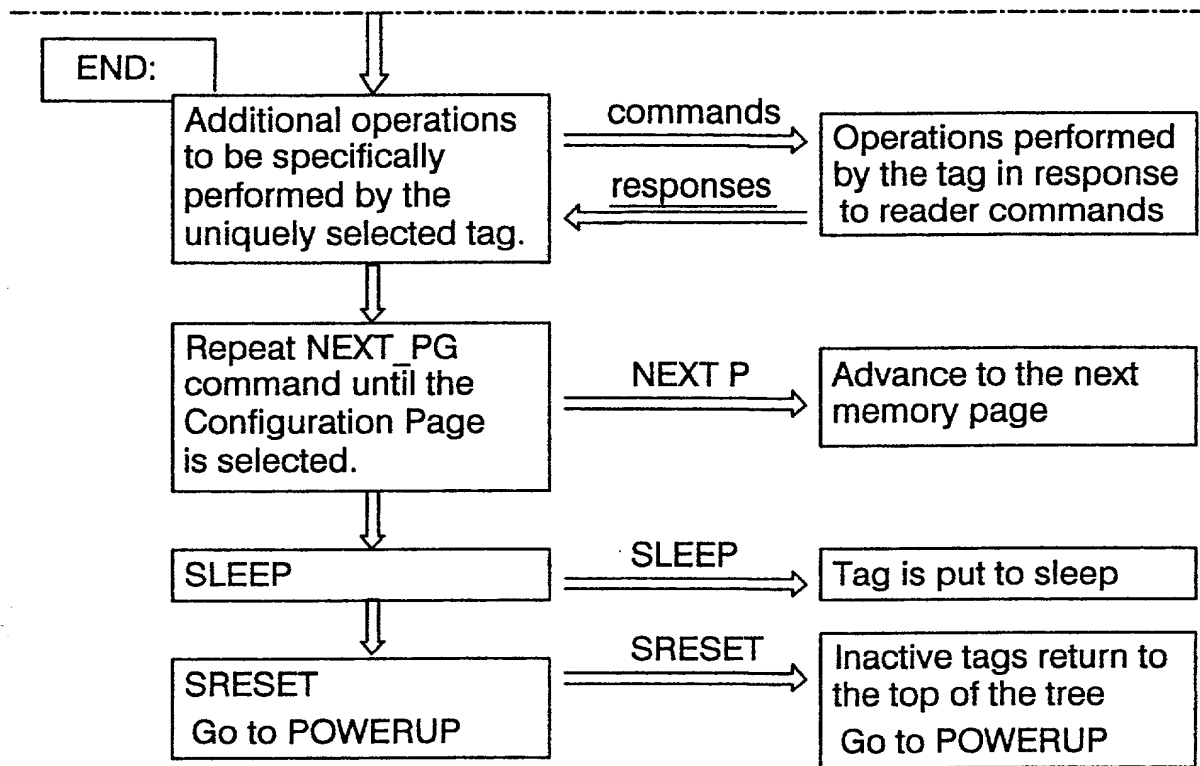 END:
Additional operations
to be specifically
performed by the
uniquely selected tag.
commands
responses
Operations performed
by the tag in response
to reader commands
Repeat NEXT_PG
command until the
Configuration Page
is selected.
NEXT P
Advance to the next
memory page
SLEEP
SLEEP
Tag is put to sleep
SRESET
Go to POWERUP
SRESET
Inactive tags return to
the top of the tree
Go to POWERUP